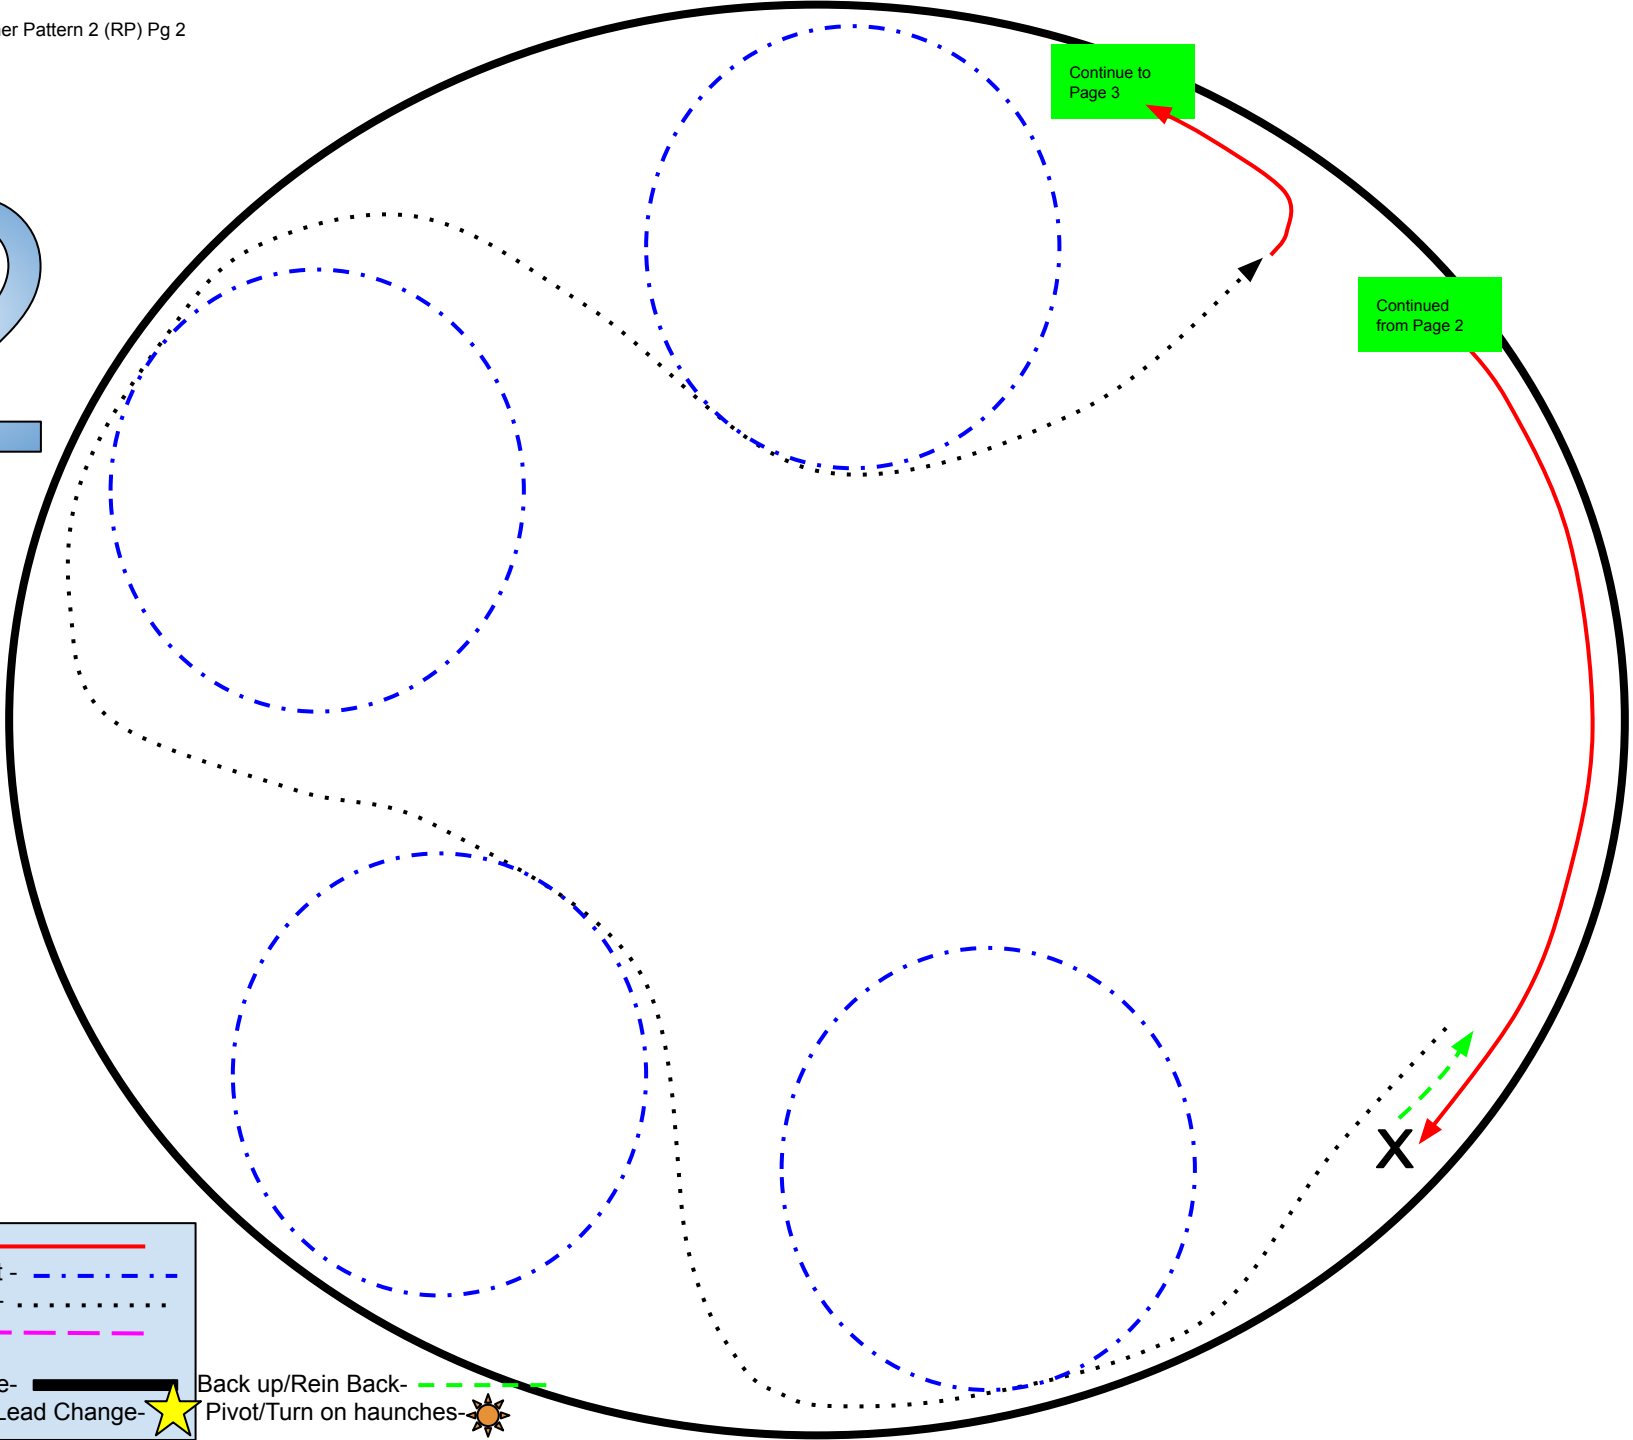 er Pattern 2 (RP) Pg 2
Continue to
Page 3
Continued
from Page 2
2
X
t -
-
e-
Back up/Rein Back-
Lead Change-
Pivot/Turn on haunches-